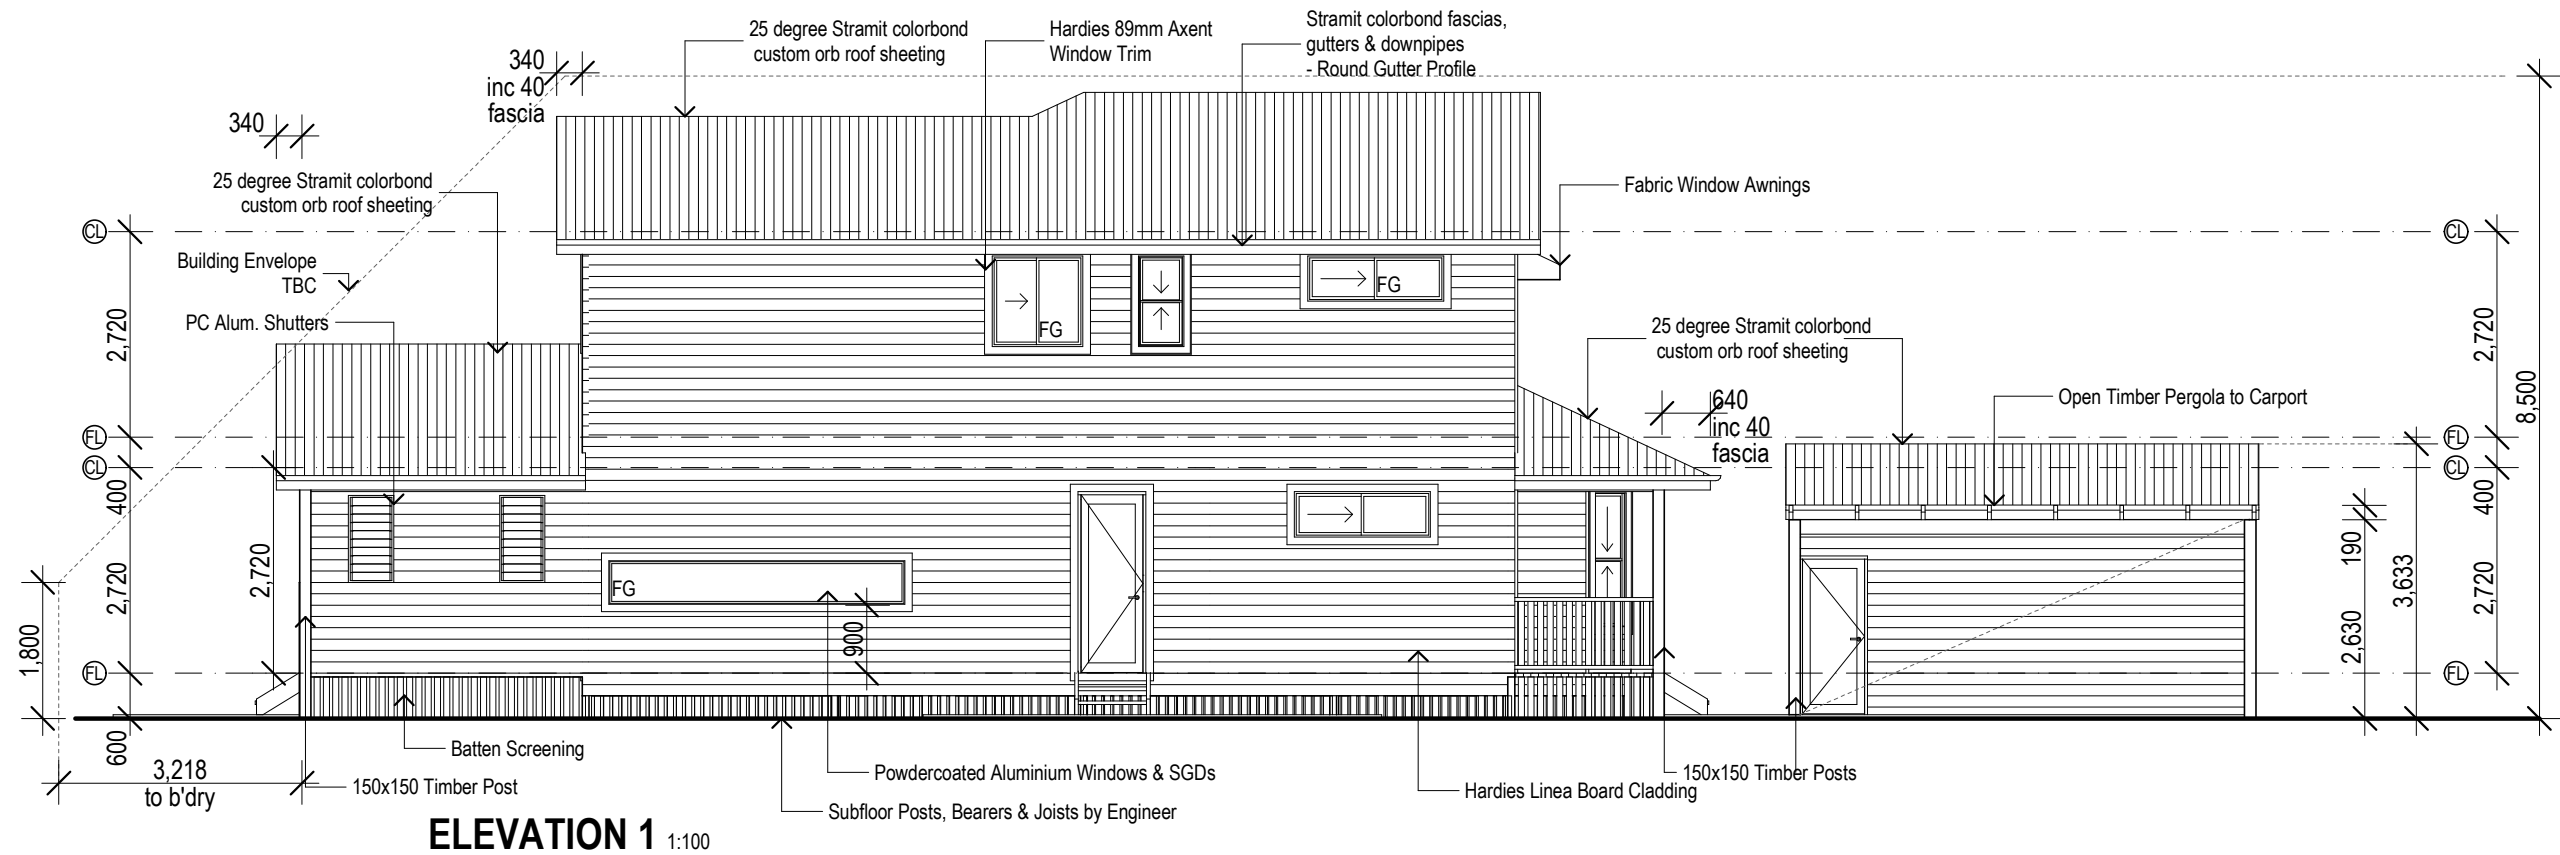 25 degree Stramit colorbond
custom orb roof sheeting
Hardies 89mm Axent
Window Trim
Stramit colorbond fascias,
gutters & downpipes
- Round Gutter Profile
340
inc 40
fascia
340
25 degree Stramit colorbond
custom orb roof sheeting
Fabric Window Awnings
CL
CL
Building Envelope
TBC
PC Alum. Shutters
2,720
FG
FG
25 degree Stramit colorbond
custom orb roof sheeting
2,720
8,500
640
inc 40
fascia
Open Timber Pergola to Carport
FL
FL
CL
CL
400
400
2,720
2,720
FG
900
190
3,633
2,720
2,630
1,800
FL
FL
600
3,218
to b'dry
Batten Screening
150x150 Timber Post
Powdercoated Aluminium Windows & SGDs
Subfloor Posts, Bearers & Joists by Engineer
150x150 Timber Posts
Hardies Linea Board Cladding
ELEVATION 1 1:100